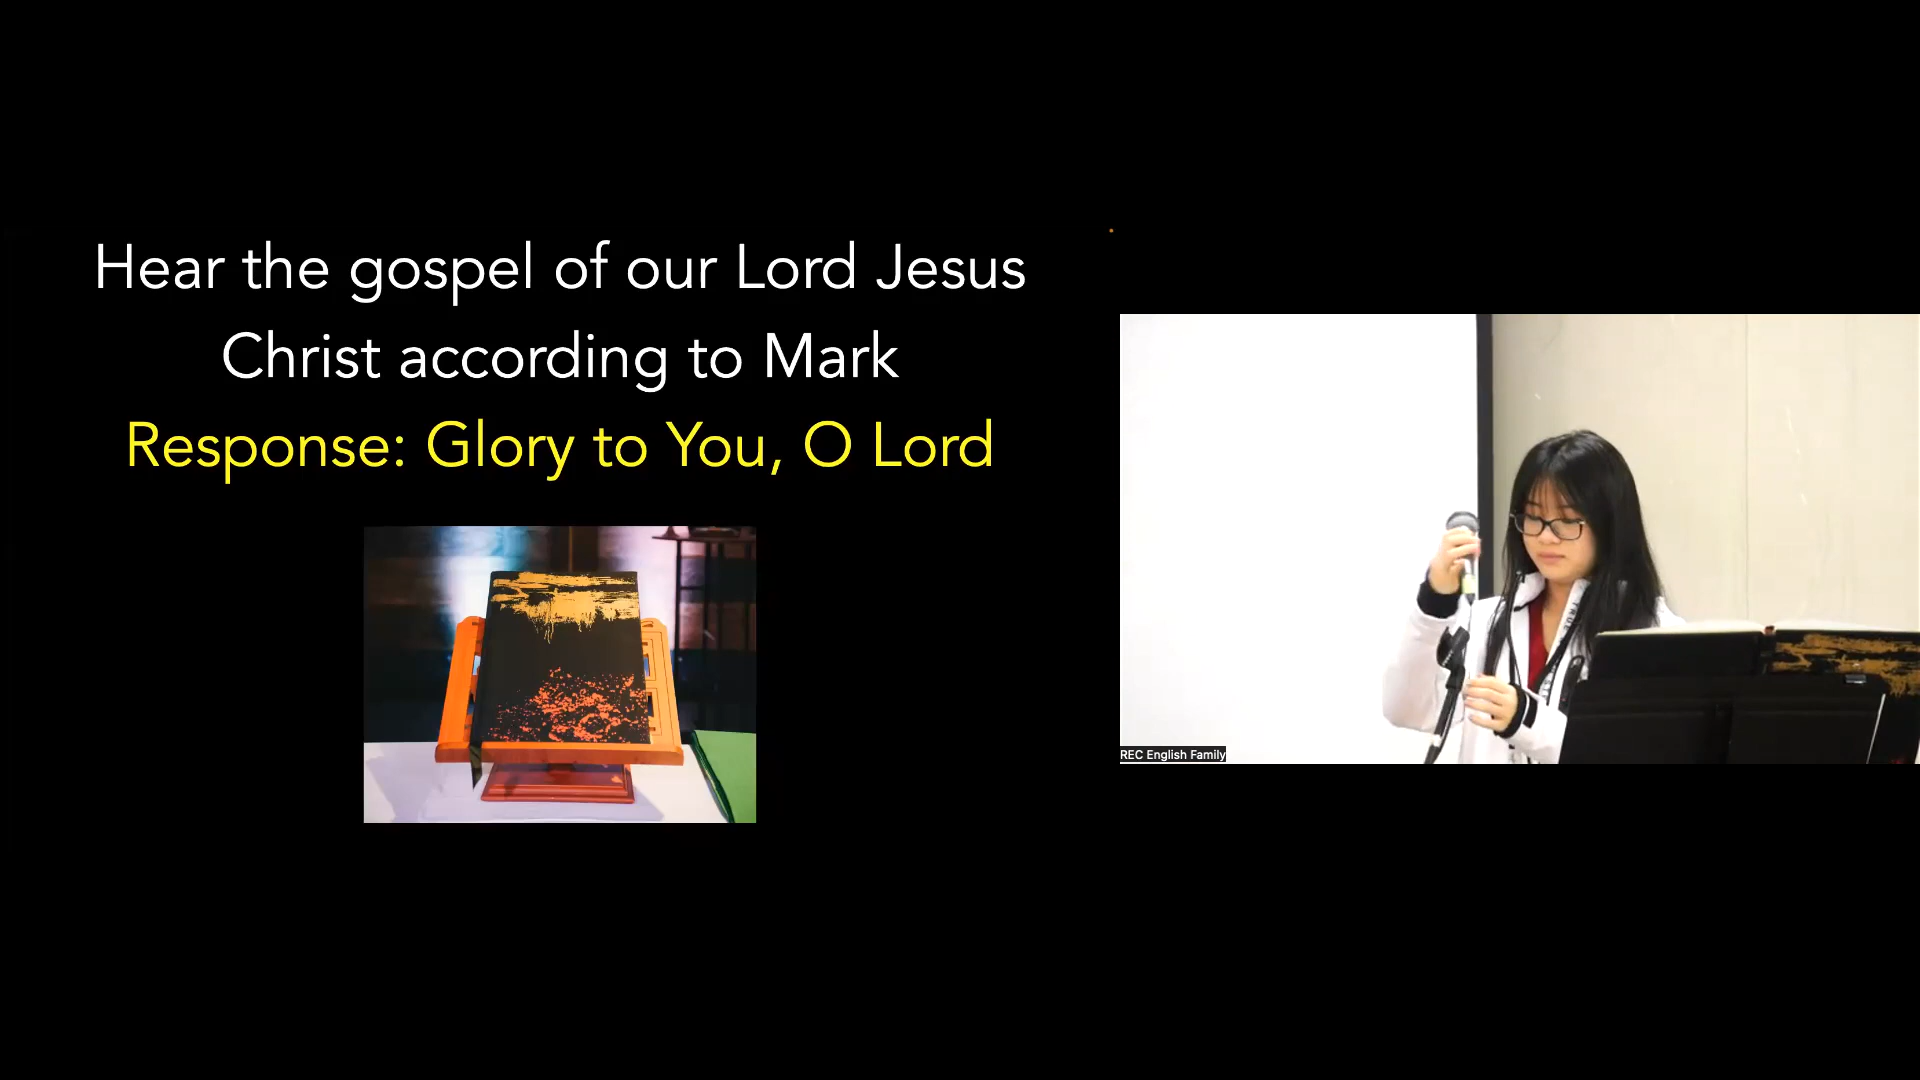 Hear the gospel of our Lord Jesus
Christ according to Mark
Response: Glory to You, O Lord
REC English Family